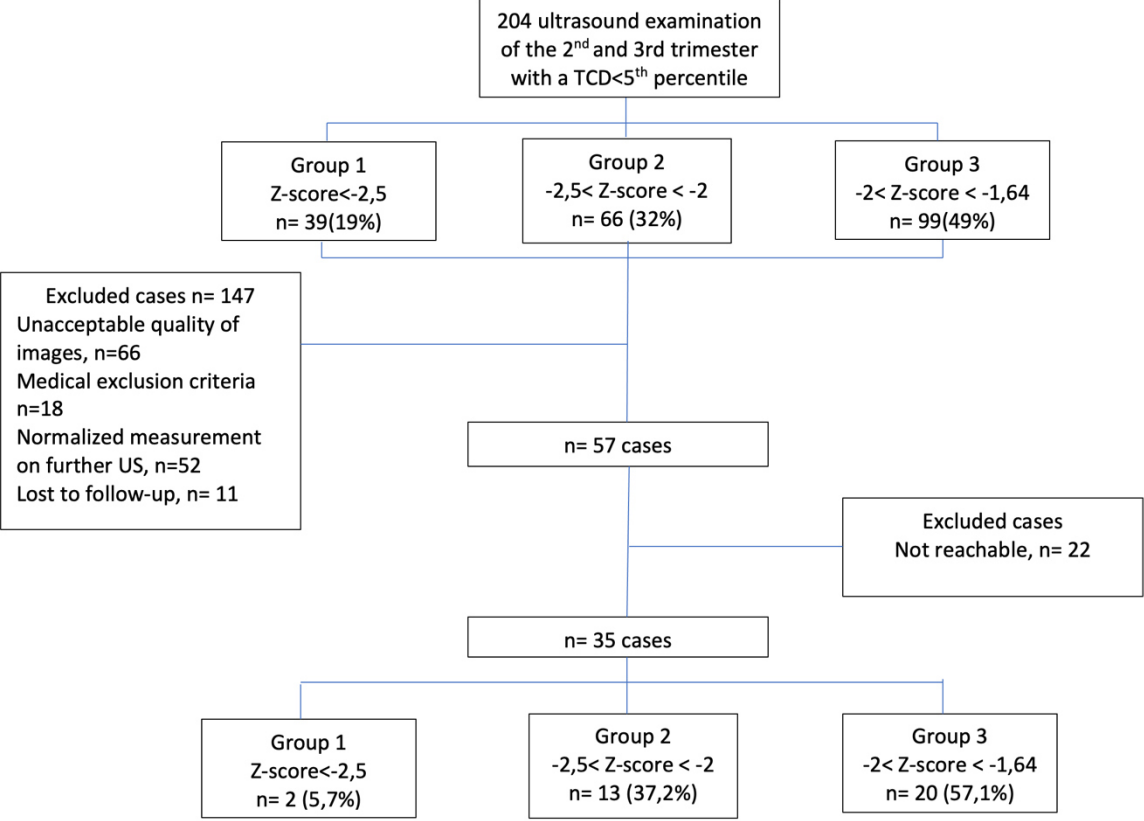 204 ultrasound examination
of the 2nd and 3rd trimester
with a TCD<5th percentile
Group 1
Z-score<-2,5
n= 39(19%)
Group 2
-2,5< Z-score < -2
n= 66 (32%)
Group 3
-2< Z-score < -1,64
n= 99(49%)
Excluded cases n= 147
Unacceptable quality of
images, n=66
Medical exclusion criteria
n=18
Normalized measurement
on further US, n=52
Lost to follow-up, n= 11
n= 57 cases
Excluded cases
Not reachable, n= 22
n= 35 cases
Group 1
Z-score<-2,5
n= 2 (5,7%)
Group 2
-2,5< Z-score < -2
n= 13 (37,2%)
Group 3
-2< Z-score < -1,64
n= 20 (57,1%)